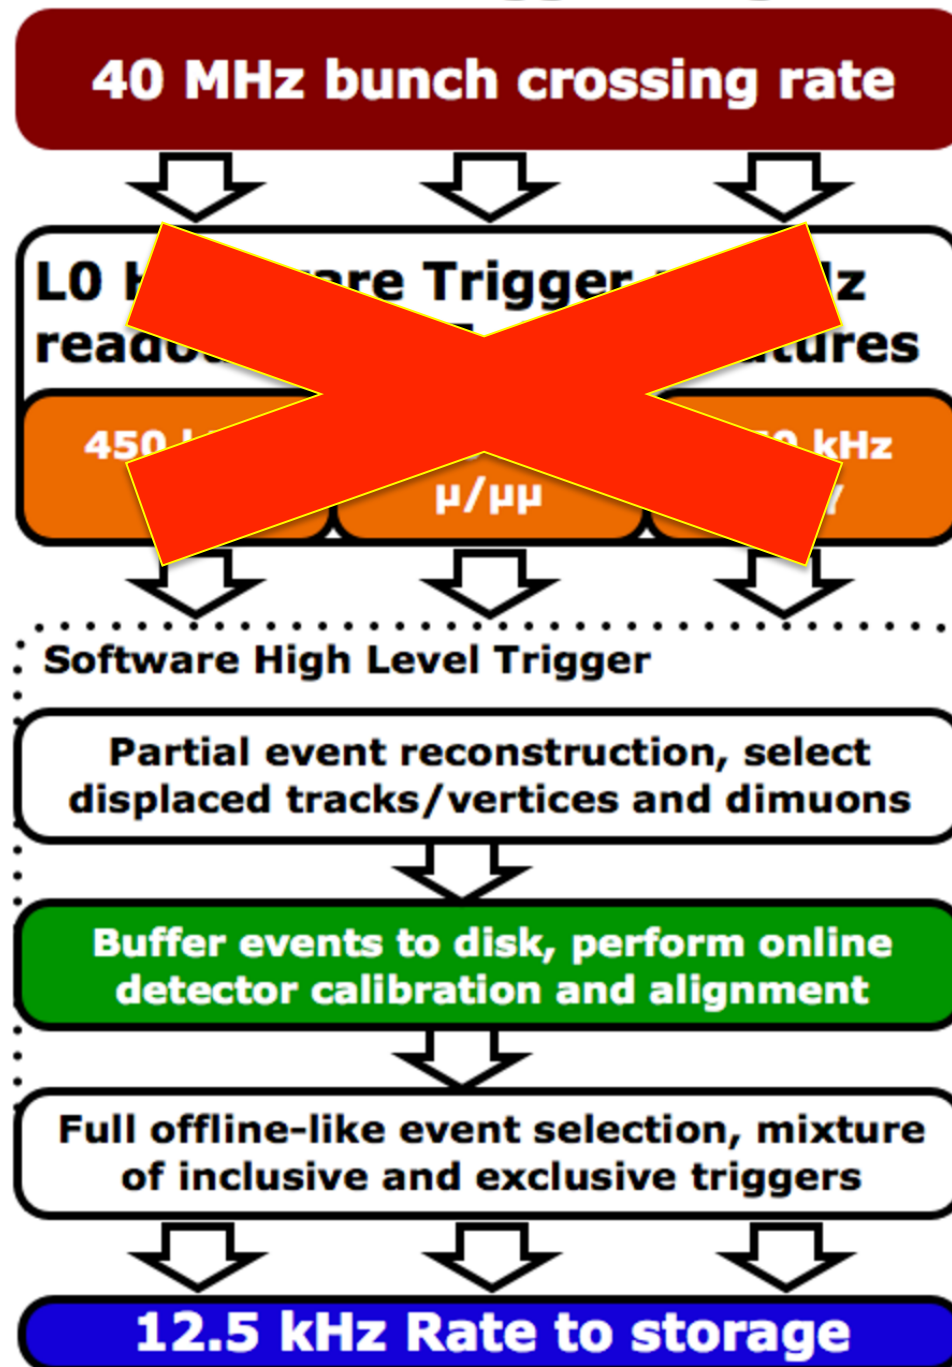 40 MHz bunch crossing rate
L0 Trigger
450
kHz
μ/μμ
Software High Level Trigger
Partial event reconstruction, select
displaced tracks/vertices and dimuons
Buffer events to disk, perform online
detector calibration and alignment
Full offline-like event selection, mixture
of inclusive and exclusive triggers
12.5 kHz Rate to storage